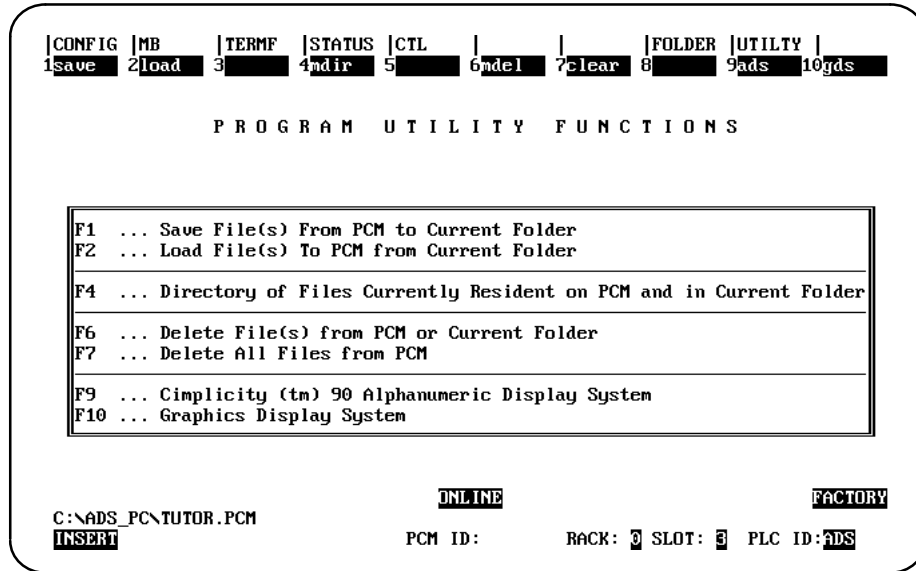 |CONFIG |MB |TERMF |STATUS |CTL | | |FOLDER |UTILTY |
1save 2load 3 4mdir 5 6mdel 7clear 8 9ads 10gds
P R O G R A M U T I L I T Y F U N C T I O N S
F1 ... Save File(s) From PCM to Current Folder
F2 ... Load File(s) To PCM from Current Folder
F4 ... Directory of Files Currently Resident on PCM and in Current Folder
F6 ... Delete File(s) from PCM or Current Folder
F7 ... Delete All Files from PCM
F9 ... Cimplicity (tm) 90 Alphanumeric Display System
F10 ... Graphics Display System
ONLINE FACTORY
C:\ADS_PC\TUTOR.PCM
INSERT PCM ID: RACK: 0 SLOT: 3 PLC ID:ADS